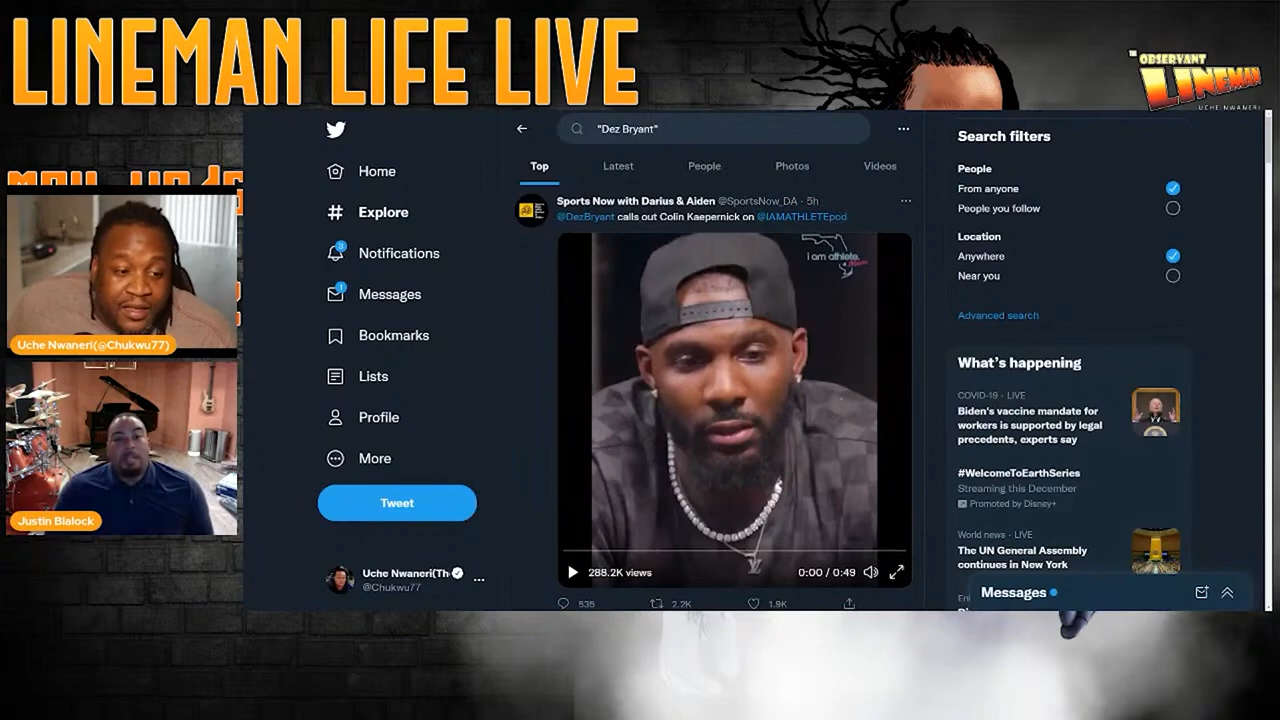 LINEMAN LIFE LIVE
THE
OBSERVANT
LINEMAN
UCHE NWANERI
"Dez Bryant"
Top
Latest
People
Photos
Videos
Home
Explore
3
Notifications
1
Messages
Bookmarks
Lists
Profile
More
Tweet
Uche Nwaneri(Th
@Chukwu77
Sports Now with Darius & Aiden @SportsNow_DA · 5h
@DezBryant calls out Colin Kaepernick on @IAMATHLETEpod
i am athlete.
288.2K views
0:00 / 0:49
535
2.2K
1.9K
Search filters
People
From anyone
People you follow
Location
Anywhere
Near you
Advanced search
What's happening
COVID-19 · LIVE
Biden's vaccine mandate for
workers is supported by legal
precedents, experts say
#WelcomeToEarthSeries
Streaming this December
Promoted by Disney+
World news · LIVE
The UN General Assembly
continues in New York
Messages
Uche Nwaneri(@Chukwu77)
Justin Blalock